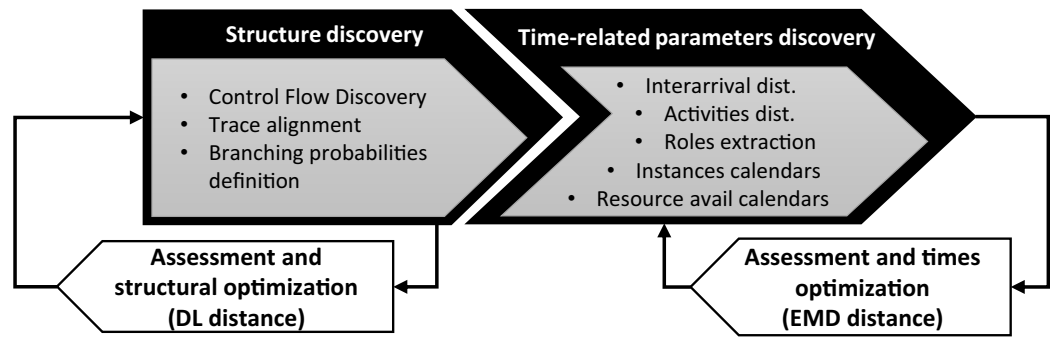 Structure discovery
• Control Flow Discovery
• Trace alignment
• Branching probabilities
definition
Time-related parameters discovery
• Interarrival dist.
• Activities dist.
• Roles extraction
• Instances calendars
• Resource avail calendars
Assessment and
structural optimization
(DL distance)
Assessment and times
optimization
(EMD distance)